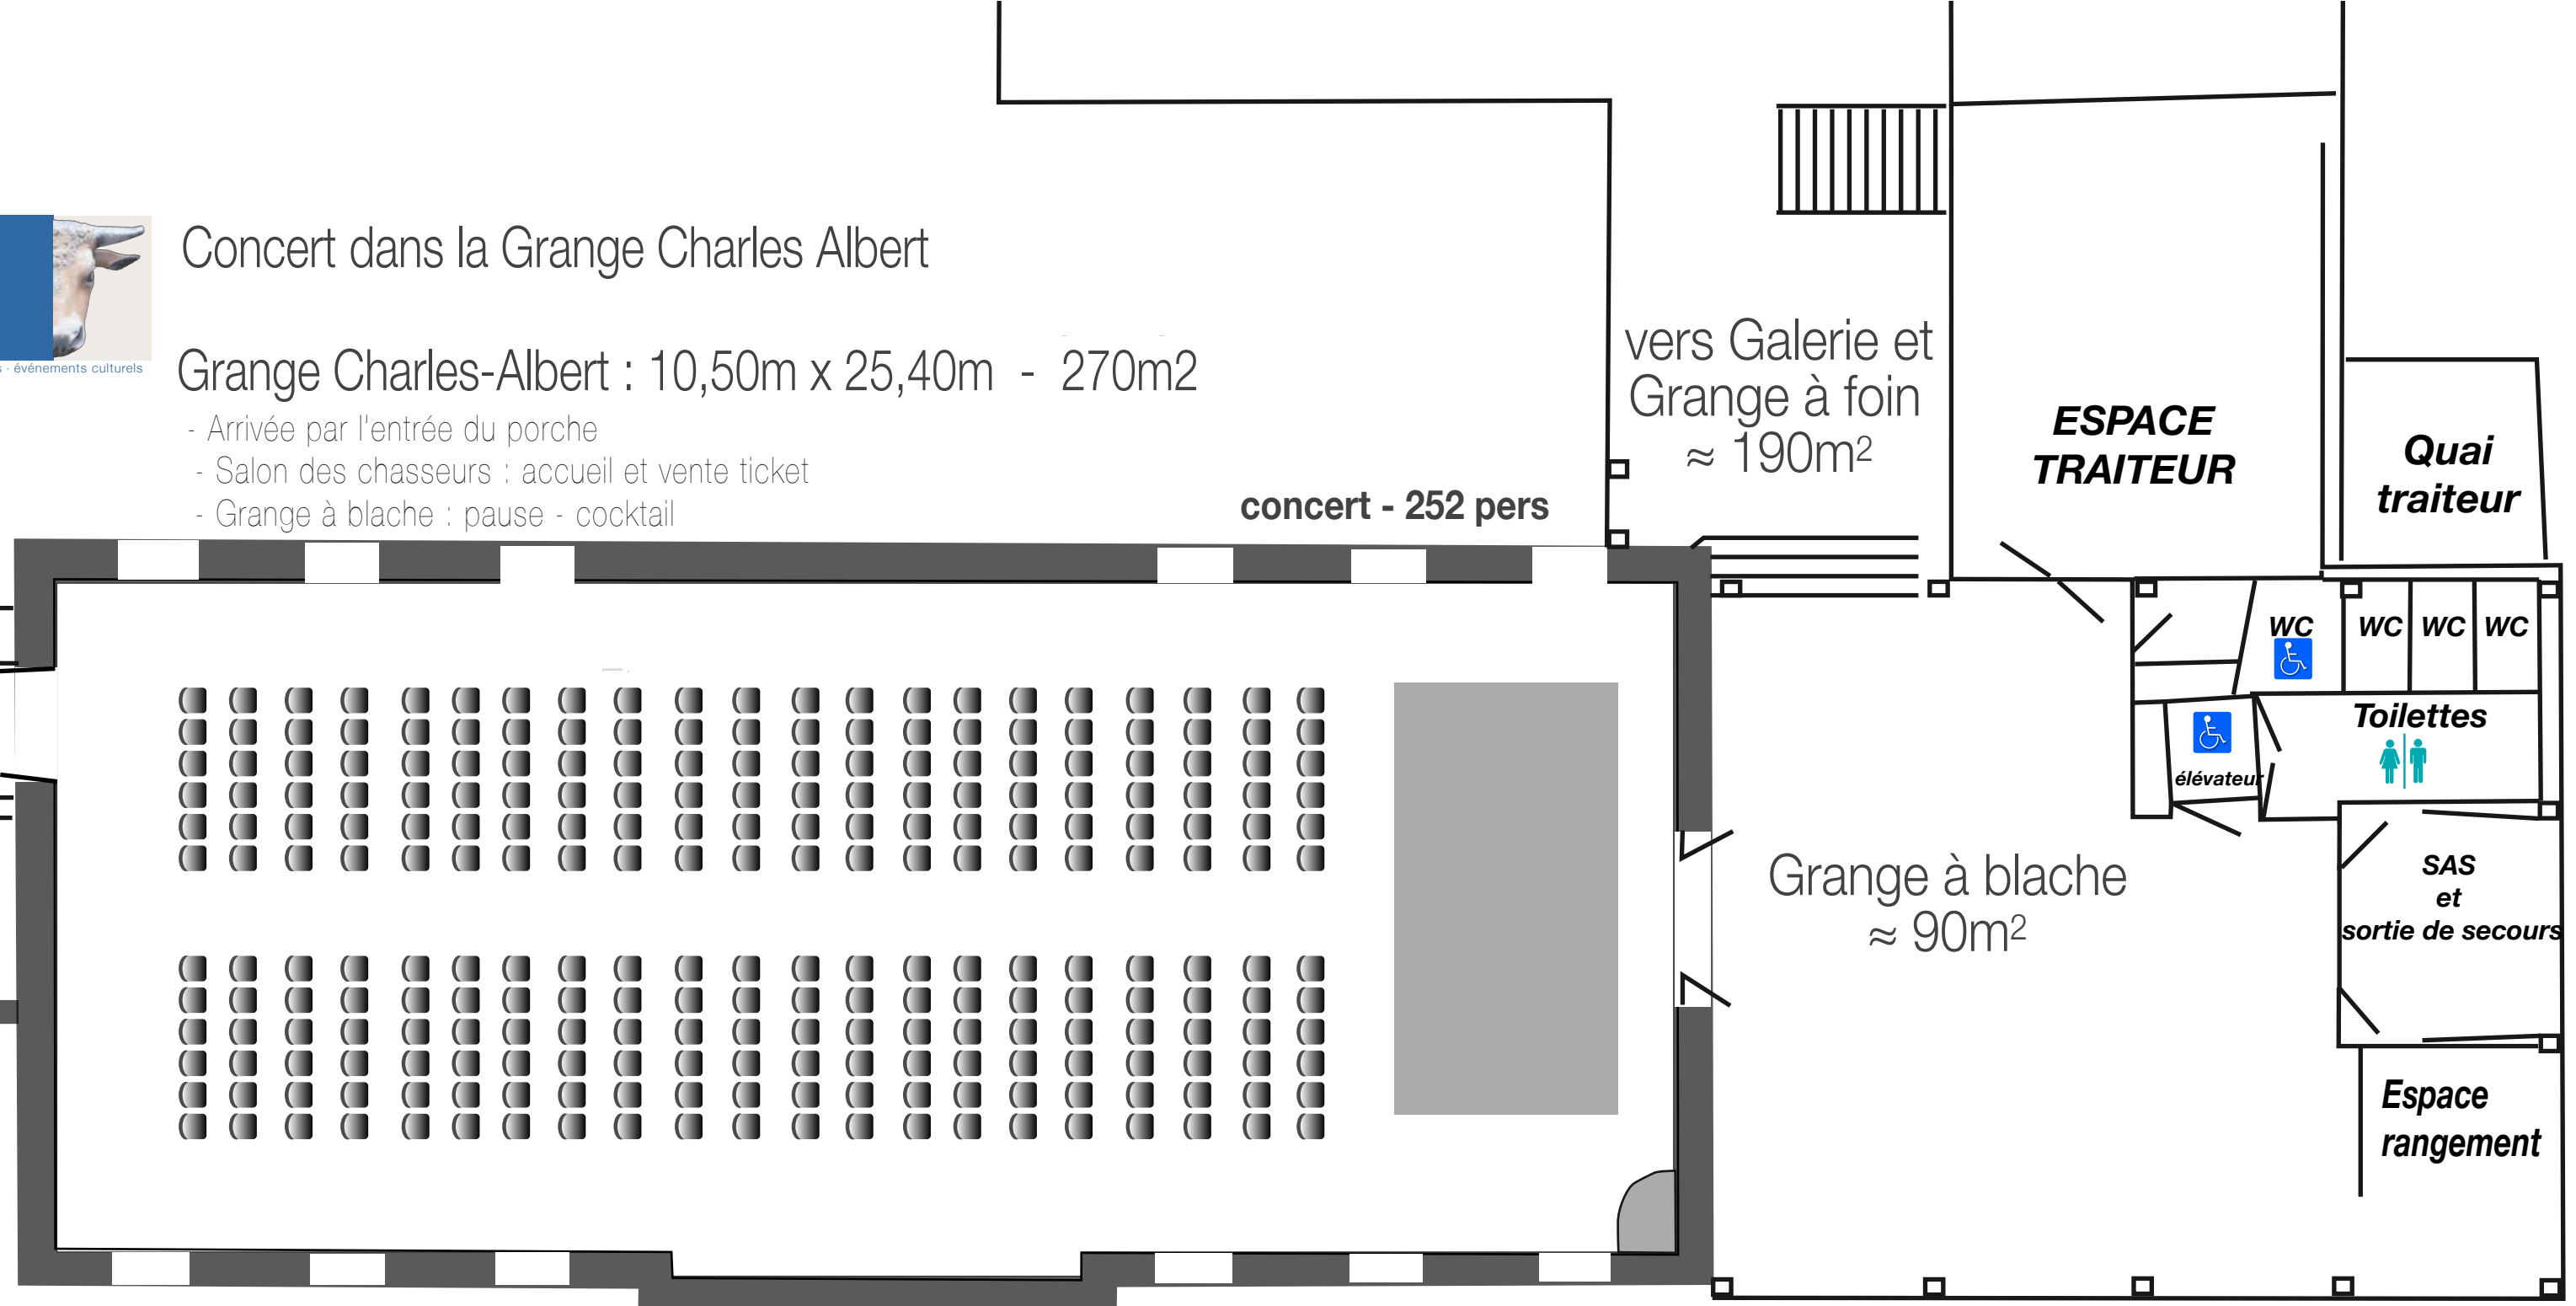 Concert dans la Grange Charles Albert
s · événements culturels
Grange Charles-Albert : 10,50m x 25,40m - 270m2
- Arrivée par l'entrée du porche
- Salon des chasseurs : accueil et vente ticket
- Grange à blache : pause - cocktail
concert - 252 pers
vers Galerie et
Grange à foin
≈ 190m²
ESPACE
TRAITEUR
Quai
traiteur
WC
WC
WC
WC
Toilettes
élévateur
Grange à blache
≈ 90m²
SAS
et
sortie de secours
Espace
rangement